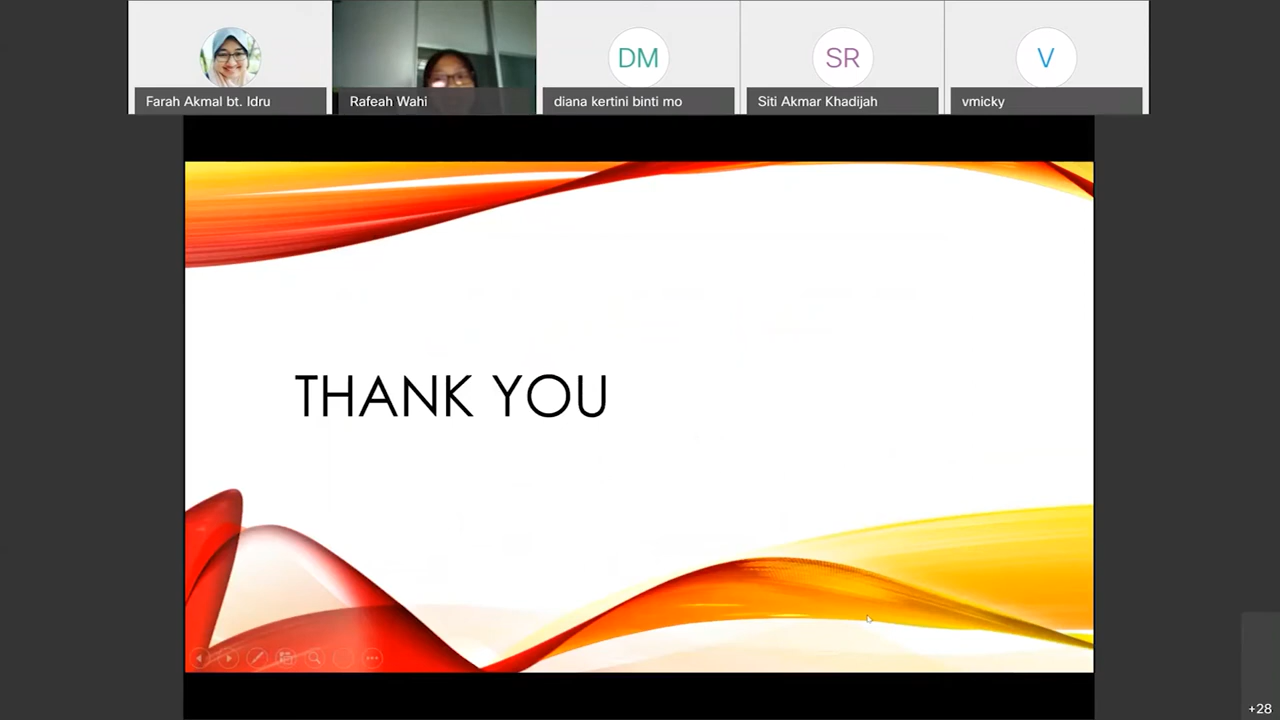 DM
SR
V
Farah Akmal bt. Idru
Rafeah Wahi
diana kertini binti mo
Siti Akmar Khadijah
vmicky
THANK YOU
+28